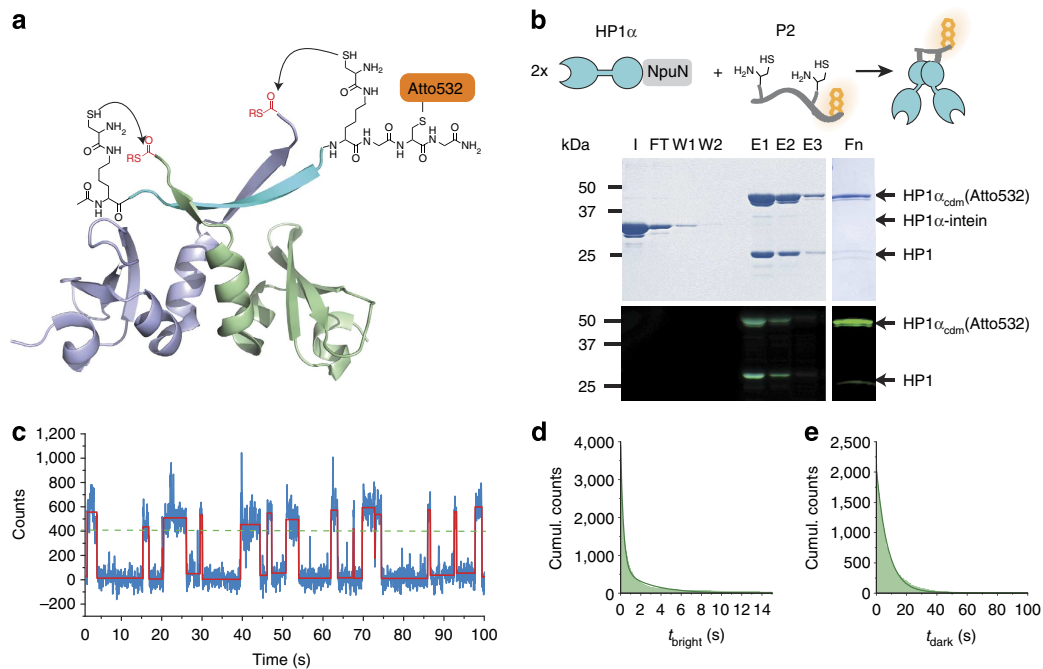 a
SH
NH₂
O
NH
RS
O
N
H
O
O
RS
SH
NH₂
O
NH
Atto532
S
N
H
O
H
N
O
N
H
O
H
N
O
NH₂
b
HP1α
P2
2x
NpuN
+
H₂N
HS
H₂N
HS
kDa
I FT W1 W2 E1 E2 E3 Fn
50
37
25
HP1αcdm(Atto532)
HP1α-intein
HP1
50
37
25
HP1αcdm(Atto532)
HP1
c
1,200
1,000
800
600
400
200
0
−200
Counts
0 10 20 30 40 50 60 70 80 90 100
Time (s)
d
4,000
3,000
2,000
1,000
0
Cumul. counts
0 2 4 6 8 10 12 14
tbright (s)
e
2,500
2,000
1,500
1,000
500
0
Cumul. counts
0 20 40 60 80 100
tdark (s)